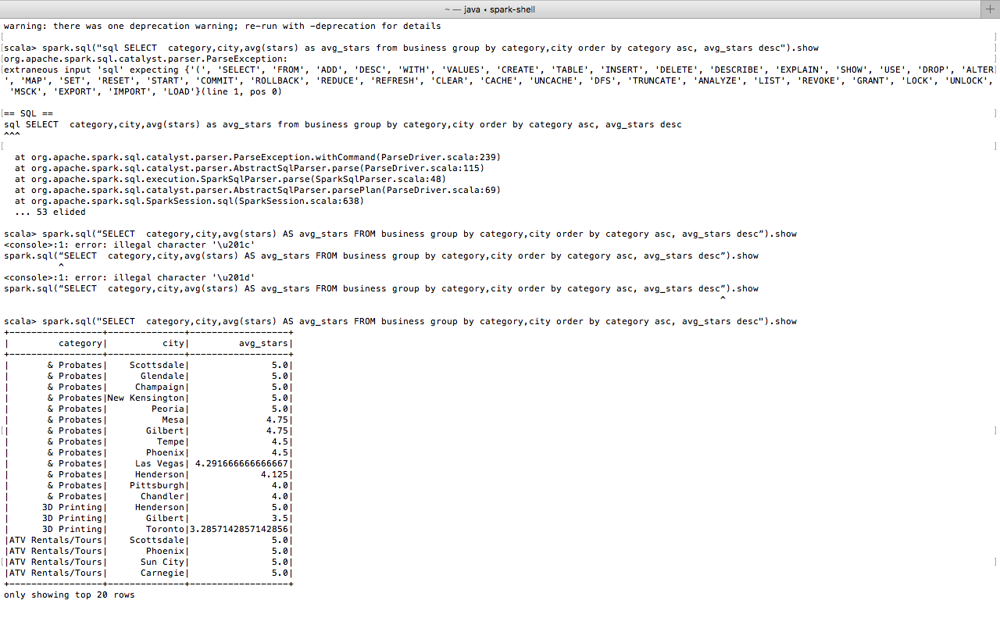 ~ — java ◂ spark-shell
warning: there was one deprecation warning; re-run with -deprecation for details
scala> spark.sql("sql SELECT  category,city,avg(stars) as avg_stars from business group by category,city order by category asc, avg_stars desc").show
org.apache.spark.sql.catalyst.parser.ParseException:
extraneous input 'sql' expecting {'(', 'SELECT', 'FROM', 'ADD', 'DESC', 'WITH', 'VALUES', 'CREATE', 'TABLE', 'INSERT', 'DELETE', 'DESCRIBE', 'EXPLAIN', 'SHOW', 'USE', 'DROP', 'ALTER
', 'MAP', 'SET', 'RESET', 'START', 'COMMIT', 'ROLLBACK', 'REDUCE', 'REFRESH', 'CLEAR', 'CACHE', 'UNCACHE', 'DFS', 'TRUNCATE', 'ANALYZE', 'LIST', 'REVOKE', 'GRANT', 'LOCK', 'UNLOCK',
 'MSCK', 'EXPORT', 'IMPORT', 'LOAD'}(line 1, pos 0)
== SQL ==
sql SELECT  category,city,avg(stars) as avg_stars from business group by category,city order by category asc, avg_stars desc
^^^
  at org.apache.spark.sql.catalyst.parser.ParseException.withCommand(ParseDriver.scala:239)
  at org.apache.spark.sql.catalyst.parser.AbstractSqlParser.parse(ParseDriver.scala:115)
  at org.apache.spark.sql.execution.SparkSqlParser.parse(SparkSqlParser.scala:48)
  at org.apache.spark.sql.catalyst.parser.AbstractSqlParser.parsePlan(ParseDriver.scala:69)
  at org.apache.spark.sql.SparkSession.sql(SparkSession.scala:638)
  ... 53 elided
scala> spark.sql(“SELECT  category,city,avg(stars) AS avg_stars FROM business group by category,city order by category asc, avg_stars desc”).show
<console>:1: error: illegal character '\u201c'
spark.sql(“SELECT  category,city,avg(stars) AS avg_stars FROM business group by category,city order by category asc, avg_stars desc”).show
          ^
<console>:1: error: illegal character '\u201d'
spark.sql(“SELECT  category,city,avg(stars) AS avg_stars FROM business group by category,city order by category asc, avg_stars desc”).show
                                                                                                                                   ^
scala> spark.sql("SELECT  category,city,avg(stars) AS avg_stars FROM business group by category,city order by category asc, avg_stars desc").show
+-----------------+--------------+------------------+
|         category|          city|         avg_stars|
+-----------------+--------------+------------------+
|       & Probates|    Scottsdale|               5.0|
|       & Probates|      Glendale|               5.0|
|       & Probates|     Champaign|               5.0|
|       & Probates|New Kensington|               5.0|
|       & Probates|        Peoria|               5.0|
|       & Probates|          Mesa|              4.75|
|       & Probates|       Gilbert|              4.75|
|       & Probates|         Tempe|               4.5|
|       & Probates|       Phoenix|               4.5|
|       & Probates|     Las Vegas| 4.291666666666667|
|       & Probates|     Henderson|             4.125|
|       & Probates|    Pittsburgh|               4.0|
|       & Probates|      Chandler|               4.0|
|      3D Printing|     Henderson|               5.0|
|      3D Printing|       Gilbert|               3.5|
|      3D Printing|       Toronto|3.2857142857142856|
|ATV Rentals/Tours|    Scottsdale|               5.0|
|ATV Rentals/Tours|       Phoenix|               5.0|
|ATV Rentals/Tours|      Sun City|               5.0|
|ATV Rentals/Tours|      Carnegie|               5.0|
+-----------------+--------------+------------------+
only showing top 20 rows